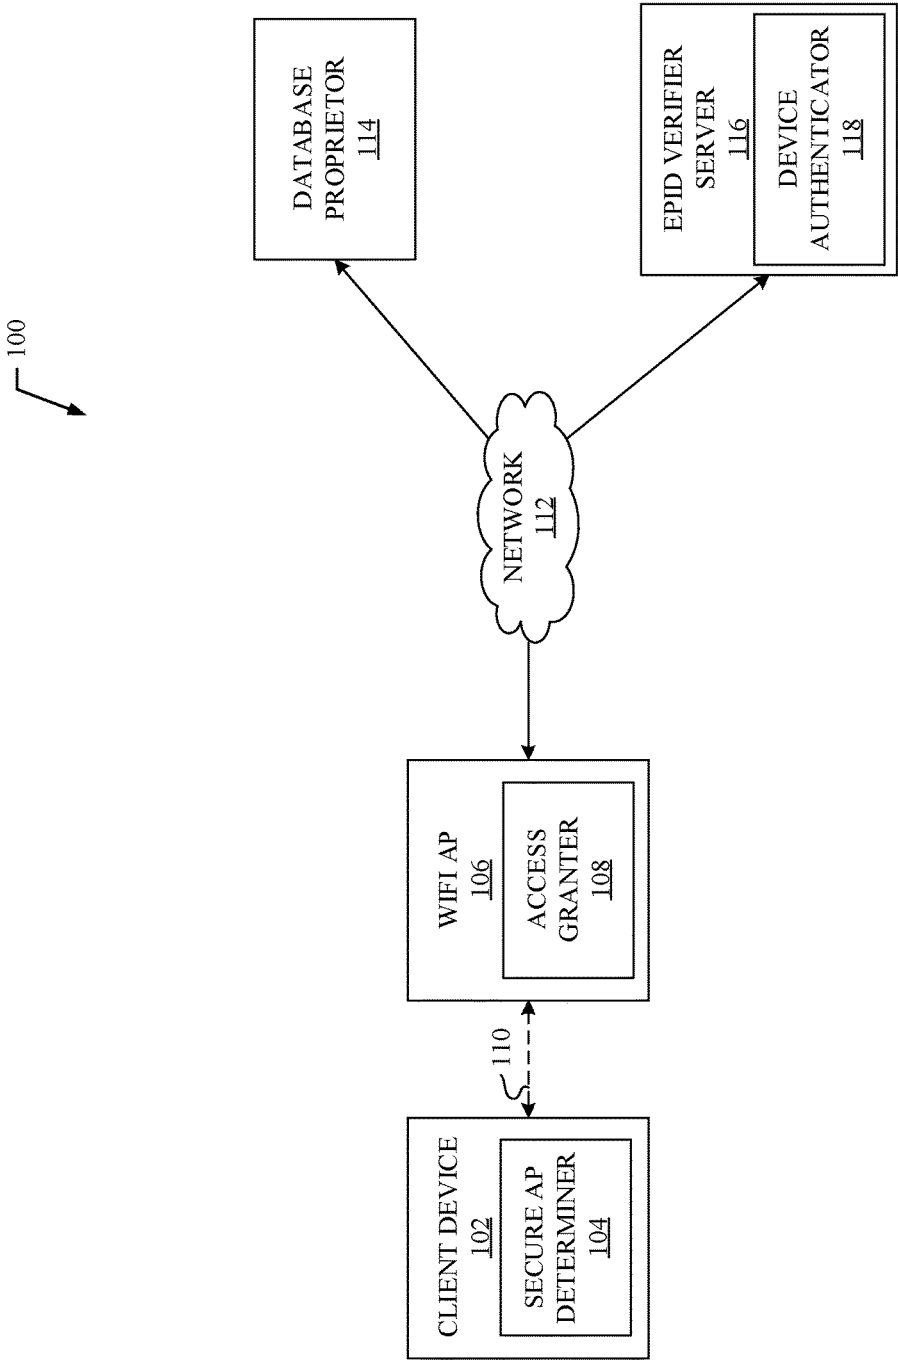 100
CLIENT DEVICE
102
SECURE AP
DETERMINER
104
110
WIFI AP
106
ACCESS
GRANTER
108
NETWORK
112
DATABASE
PROPRIETOR
114
EPID VERIFIER
SERVER
116
DEVICE
AUTHENTICATOR
118